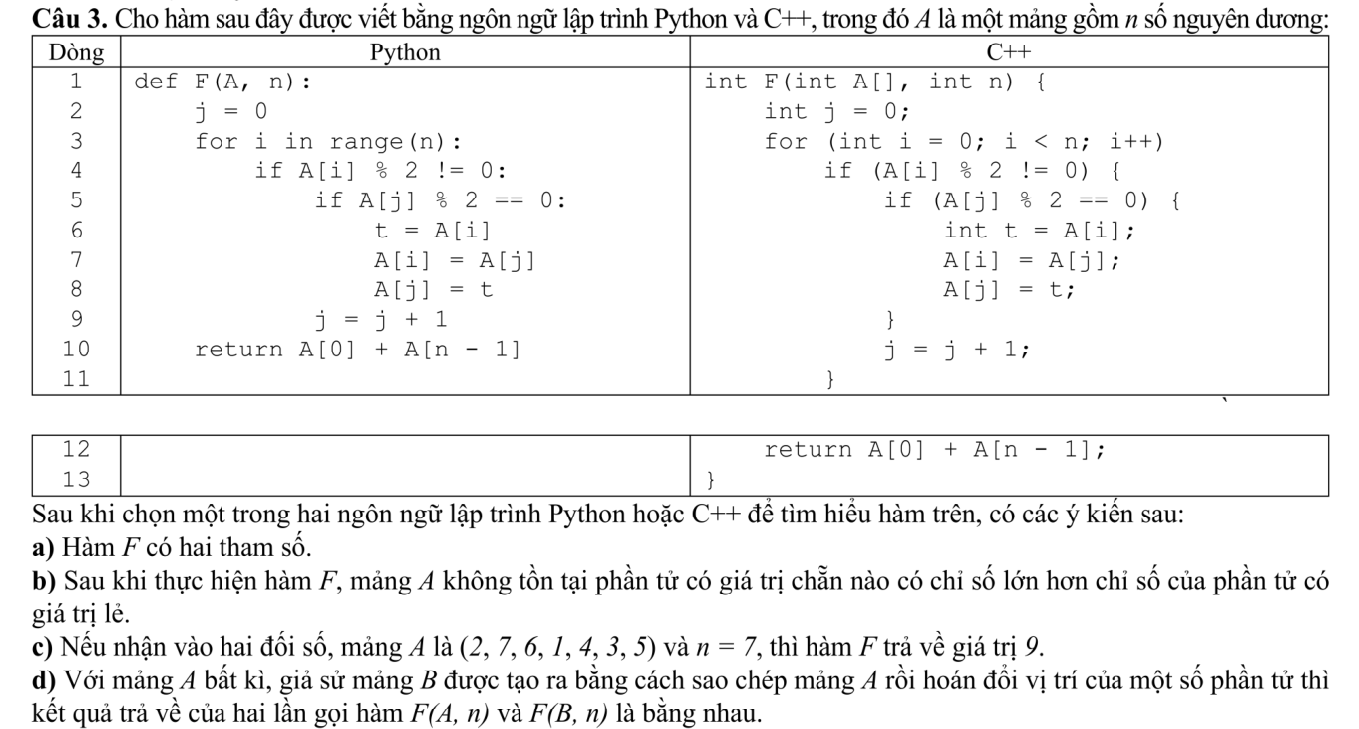 Câu 3. Cho hàm sau đây được viết bằng ngôn ngữ lập trình Python và C++, trong đó A là một mảng gồm n số nguyên dương:
Dòng Python C++
1 def F(A, n): int F(int A[], int n) {
2 j = 0 int j = 0;
3 for i in range(n): for (int i = 0; i < n; i++)
4 if A[i] % 2 != 0: if (A[i] % 2 != 0) {
5 if A[j] % 2 == 0: if (A[j] % 2 == 0) {
6 t = A[i] int t = A[i];
7 A[i] = A[j] A[i] = A[j];
8 A[j] = t A[j] = t;
9 j = j + 1 }
10 return A[0] + A[n - 1] j = j + 1;
11 }
12 return A[0] + A[n - 1];
13 }
Sau khi chọn một trong hai ngôn ngữ lập trình Python hoặc C++ để tìm hiểu hàm trên, có các ý kiến sau:
a) Hàm F có hai tham số.
b) Sau khi thực hiện hàm F, mảng A không tồn tại phần tử có giá trị chẵn nào có chỉ số lớn hơn chỉ số của phần tử có
giá trị lẻ.
c) Nếu nhận vào hai đối số, mảng A là (2, 7, 6, 1, 4, 3, 5) và n = 7, thì hàm F trả về giá trị 9.
d) Với mảng A bất kì, giả sử mảng B được tạo ra bằng cách sao chép mảng A rồi hoán đổi vị trí của một số phần tử thì
kết quả trả về của hai lần gọi hàm F(A, n) và F(B, n) là bằng nhau.